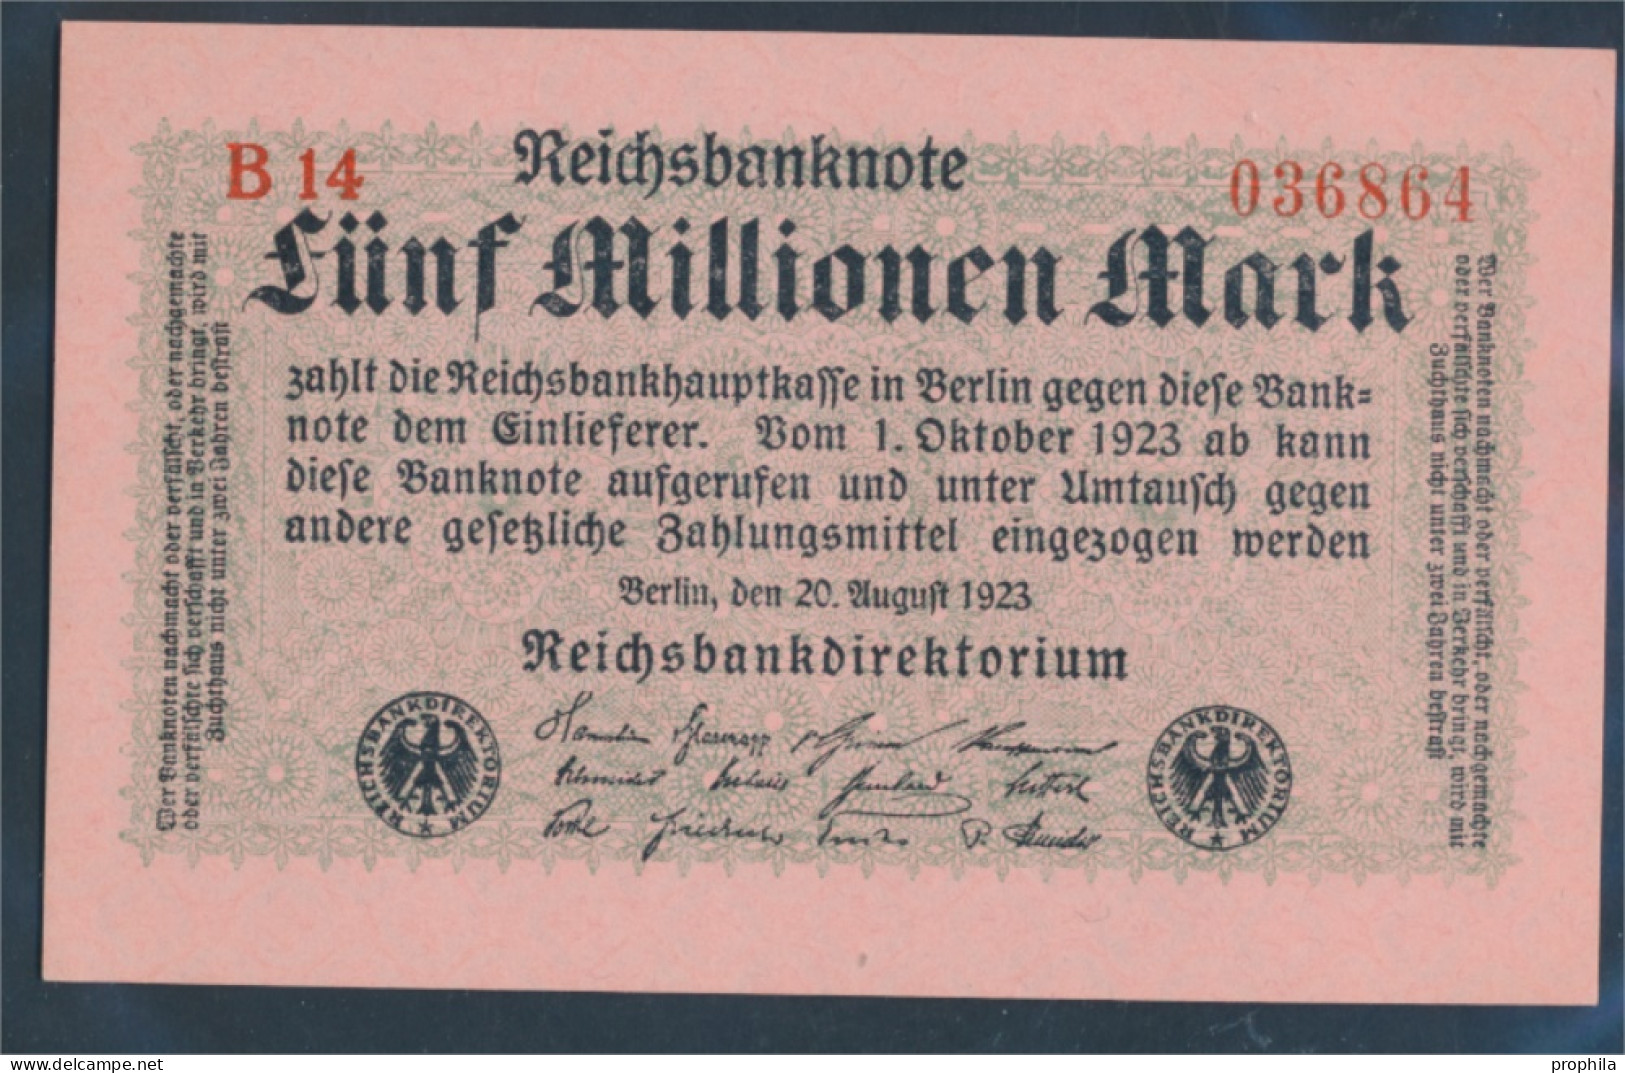 Reichsbanknote
B 14
036864
Fünf Millionen Mark
zahlt die Reichsbankhauptkasse in Berlin gegen diese Bank=
note dem Einlieferer. Vom 1. Oktober 1923 ab kann
diese Banknote aufgerufen und unter Umtausch gegen
andere gesetzliche Zahlungsmittel eingezogen werden
Berlin, den 20. August 1923
Reichsbankdirektorium
REICHSBANKDIREKTORIUM
REICHSBANKDIREKTORIUM
Wer Banknoten nachmacht oder verfälscht, oder nachgemachte
oder verfälschte sich verschafft und in Verkehr bringt, wird mit
Zuchthaus nicht unter zwei Jahren bestraft
Wer Banknoten nachmacht oder verfälscht, oder nachgemachte
oder verfälschte sich verschafft und in Verkehr bringt, wird mit
Zuchthaus nicht unter zwei Jahren bestraft
www.delcampe.net
prophila